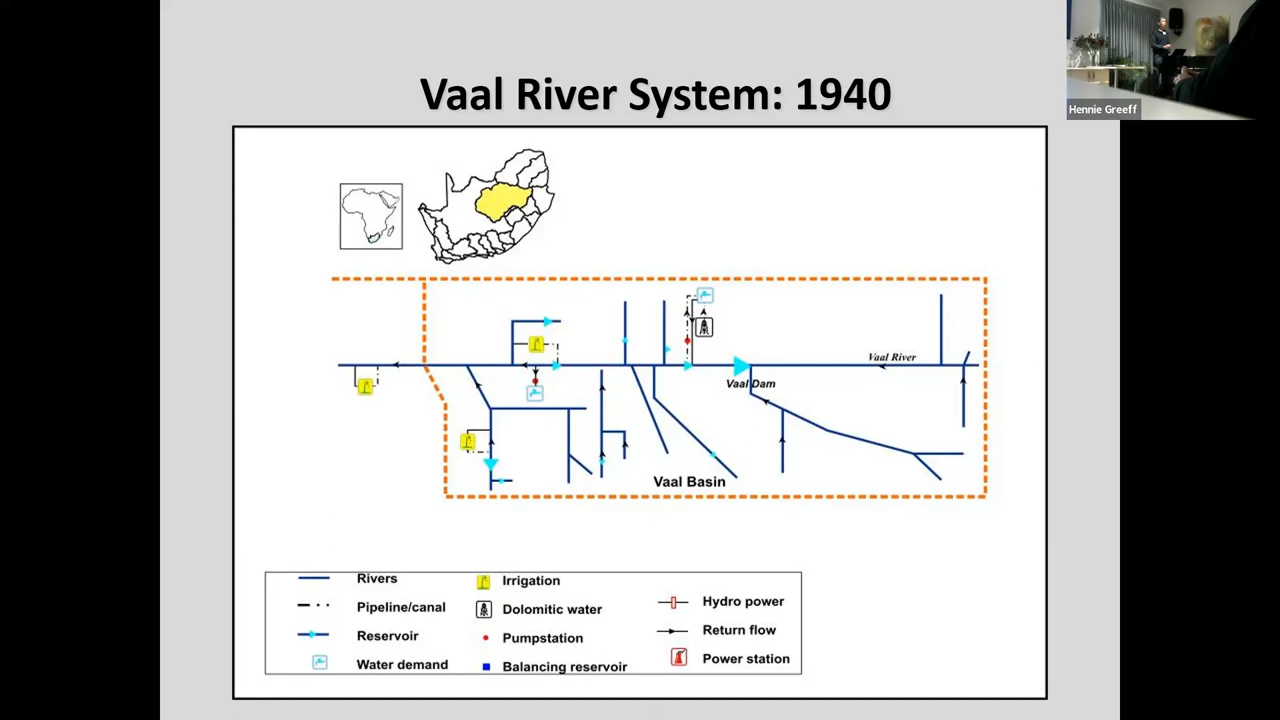 Vaal River System: 1940
Hennie Greeff
Vaal River
Vaal Dam
Vaal Basin
Rivers
Pipeline/canal
Reservoir
Water demand
Irrigation
Dolomitic water
Pumpstation
Balancing reservoir
Hydro power
Return flow
Power station